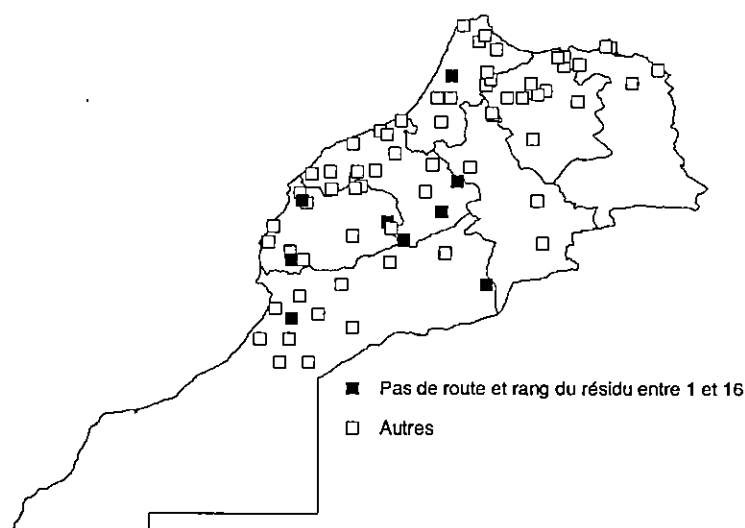 Pas de route et rang du résidu entre 1 et 16
Autres